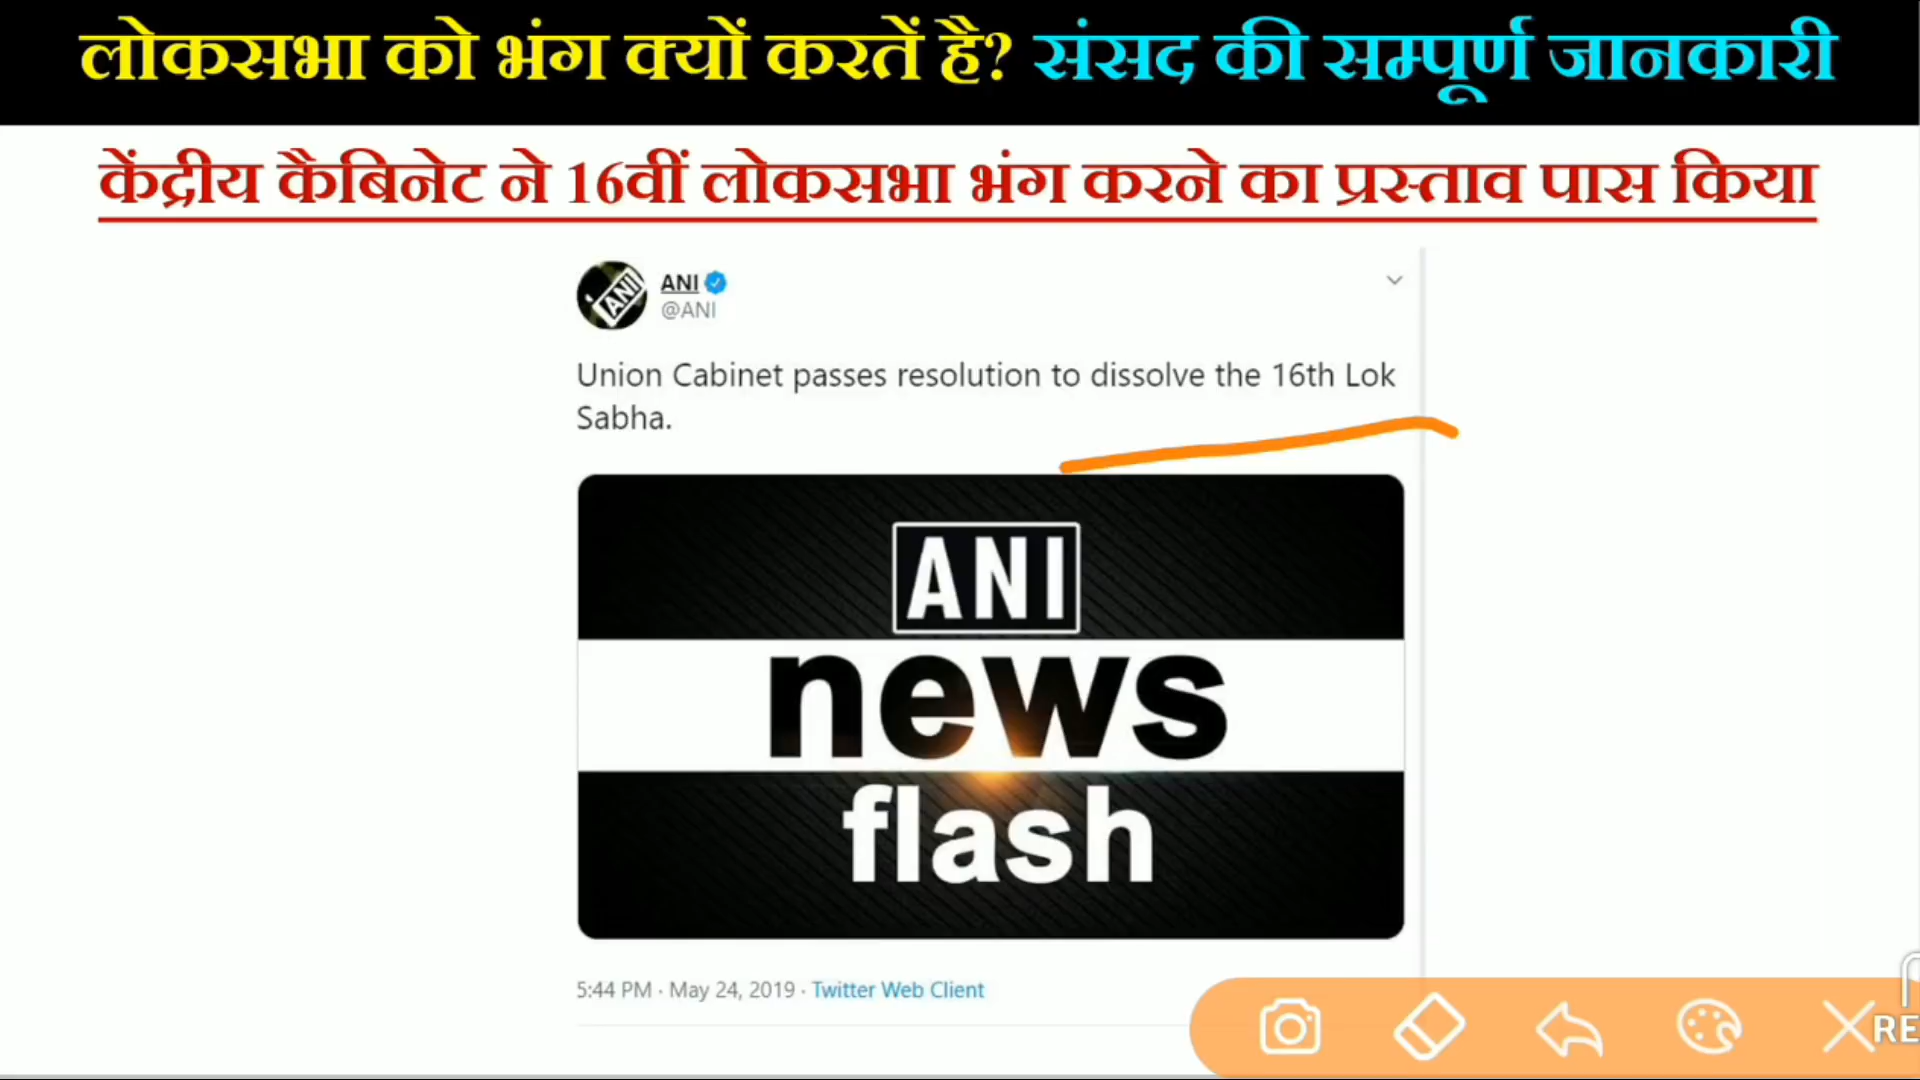 लोकसभा को भंग क्यों करतें है? संसद की सम्पूर्ण जानकारी
केंद्रीय कैबिनेट ने 16वीं लोकसभा भंग करने का प्रस्ताव पास किया
ANI
ANI
@ANI
Union Cabinet passes resolution to dissolve the 16th Lok
Sabha.
ANI
news
flash
5:44 PM · May 24, 2019 · Twitter Web Client